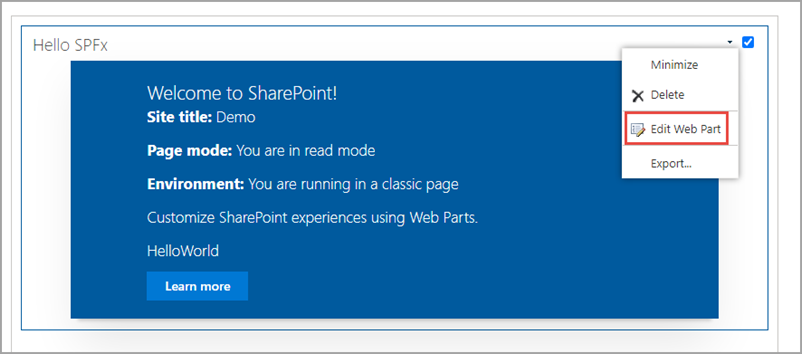 Hello SPFx
Minimize
Delete
Edit Web Part
Export...
Welcome to SharePoint!
Site title: Demo
Page mode: You are in read mode
Environment: You are running in a classic page
Customize SharePoint experiences using Web Parts.
HelloWorld
Learn more